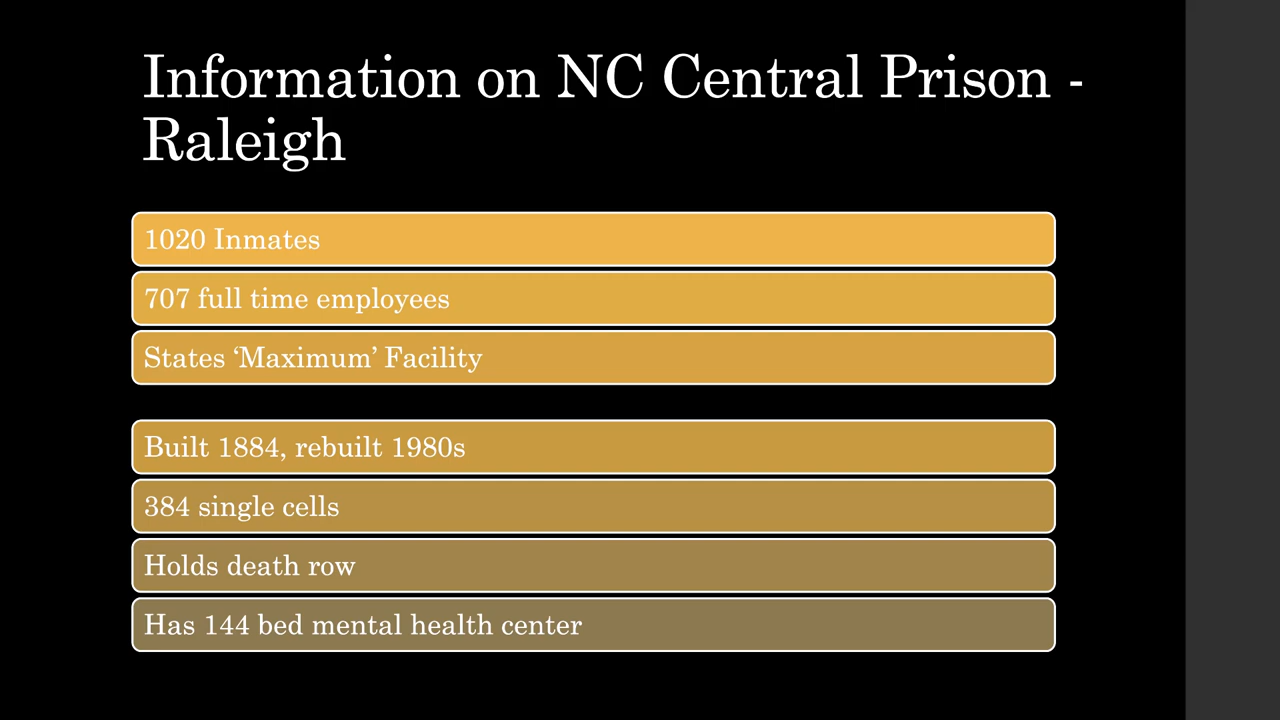 Information on NC Central Prison -
Raleigh
1020 Inmates
707 full time employees
States ‘Maximum’ Facility
Built 1884, rebuilt 1980s
384 single cells
Holds death row
Has 144 bed mental health center